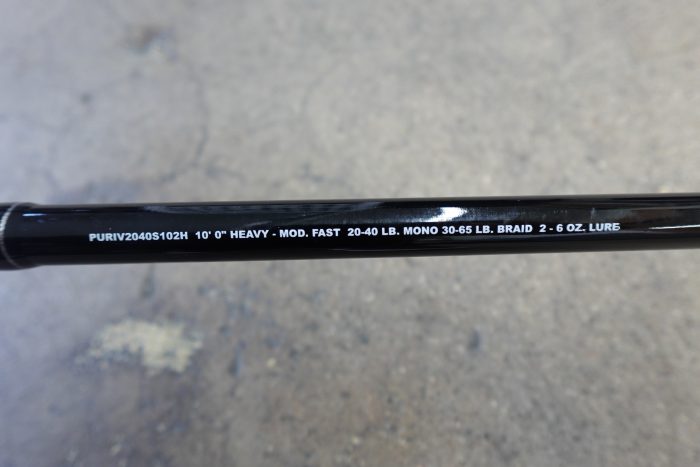 PURIV2040S102H 10' 0" HEAVY - MOD. FAST 20-40 LB. MONO 30-65 LB. BRAID 2 - 6 OZ. LURE